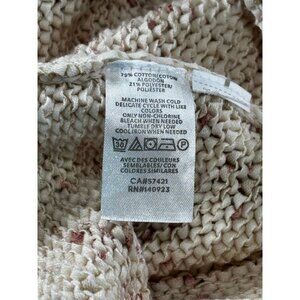 79% COTTON/COTON
ALGODON
21% POLYESTER/
POLIÉSTER
MACHINE WASH COLD
DELICATE CYCLE WITH LIKE
COLORS
ONLY NON-CHLORINE
BLEACH WHEN NEEDED
TUMBLE DRY LOW
COOL IRON WHEN NEEDED
30
AVEC DES COULEURS
SEMBLABLES/ CON
COLORES SIMILARES
CA#57421
RN#140923